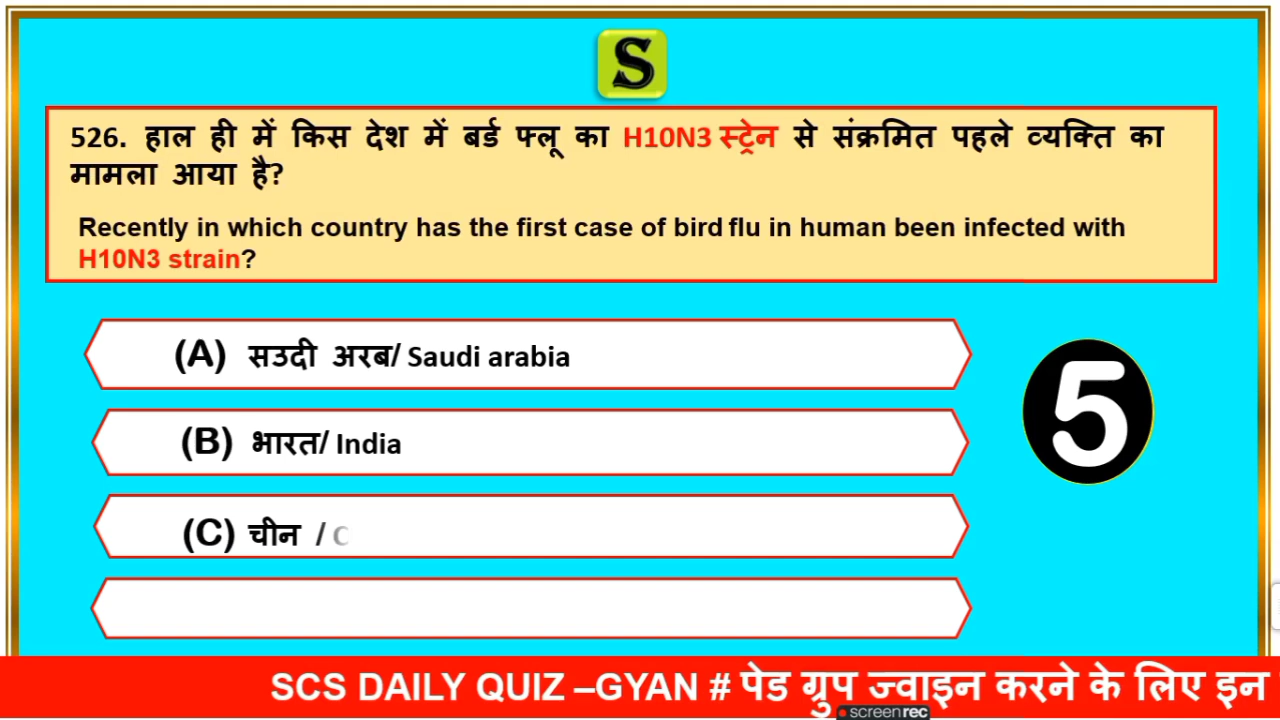 S
526. हाल ही में किस देश में बर्ड फ्लू का H10N3 स्ट्रेन से संक्रमित पहले व्यक्ति का
मामला आया है?
Recently in which country has the first case of bird flu in human been infected with
H10N3 strain?
(A) सउदी अरब/ Saudi arabia
(B) भारत/ India
(C) चीन / C
5
SCS DAILY QUIZ –GYAN # पेड ग्रुप ज्वाइन करने के लिए इन
screenrec